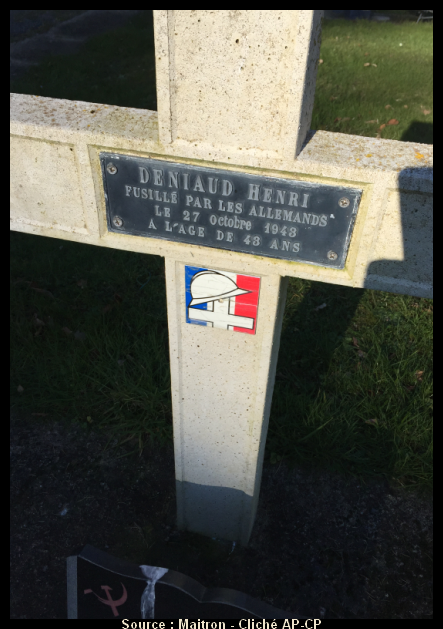 DENIAUD HENRI
FUSILLÉ PAR LES ALLEMANDS
LE 27 Octobre 1943
A L'AGE DE 43 ANS
Source : Maitron - Cliché AP-CP